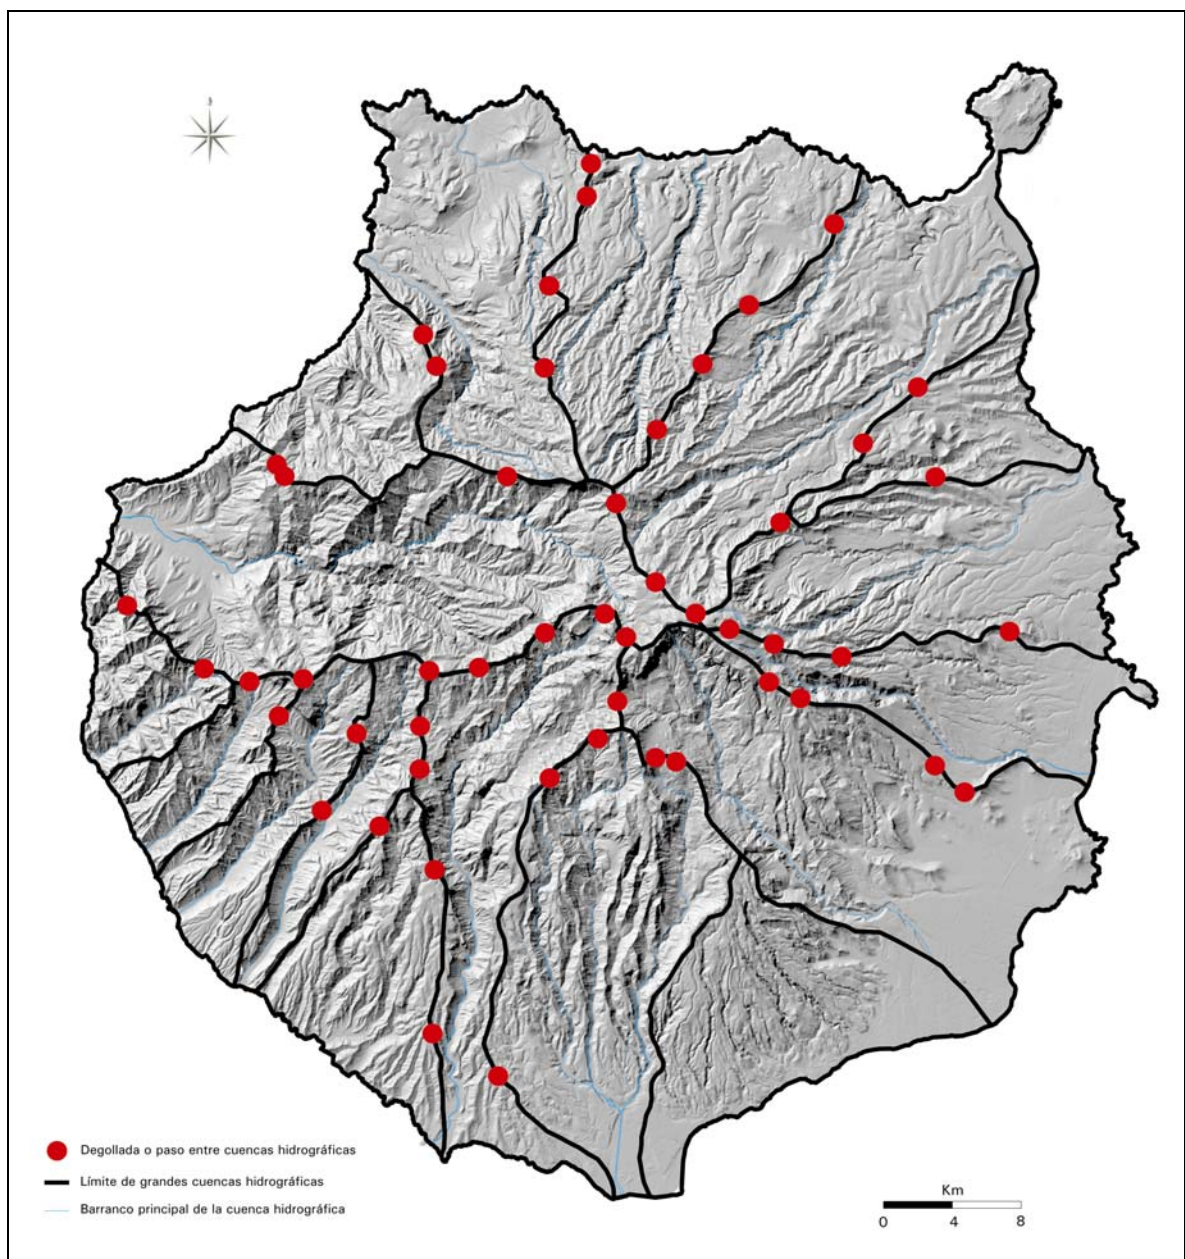 Degollada o paso entre cuencas hidrográficas
Límite de grandes cuencas hidrográficas
Barranco principal de la cuenca hidrográfica
Km
0 4 8